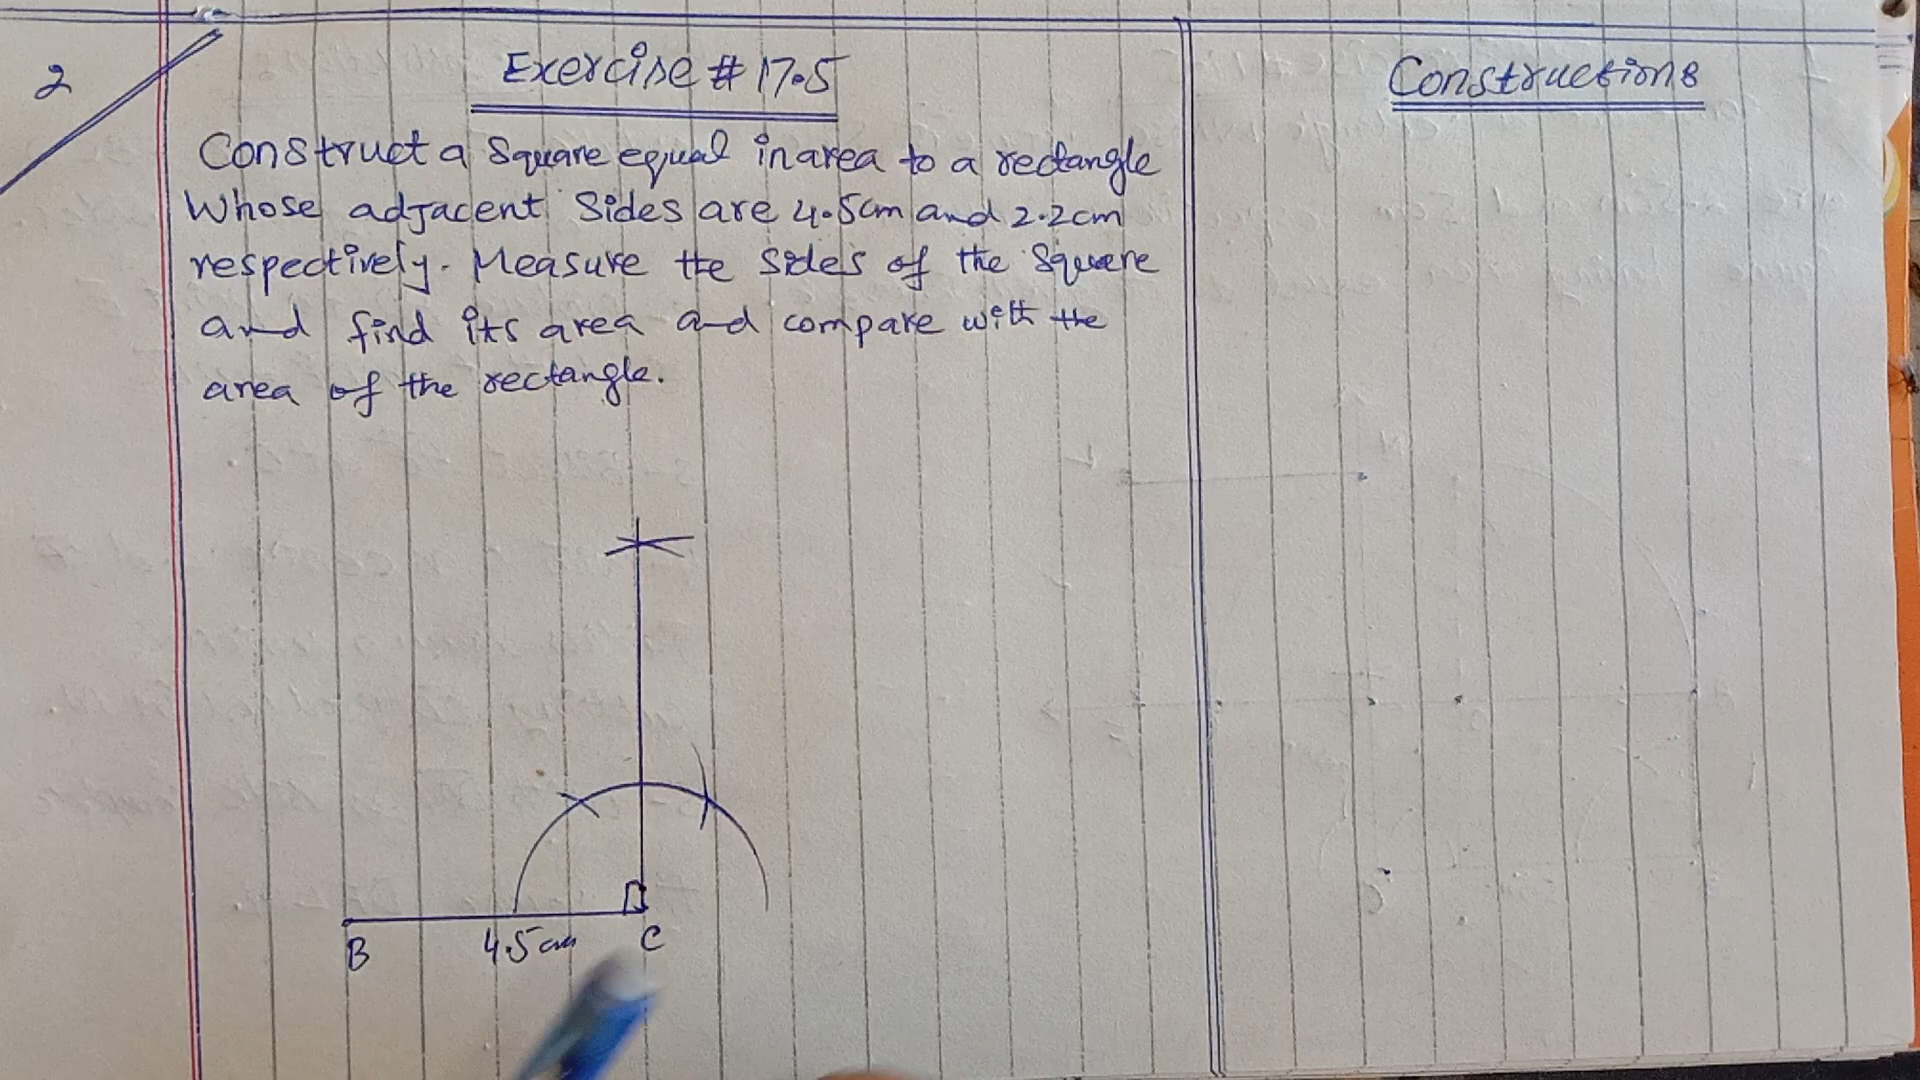 2
Exercise # 17.5
Construct a Square equal in area to a rectangle
Whose adjacent Sides are 4.5cm and 2.2cm
respectively. Measure the sides of the square
and find its area and compare with the
area of the rectangle.
Constructions
B 4.5 cm C